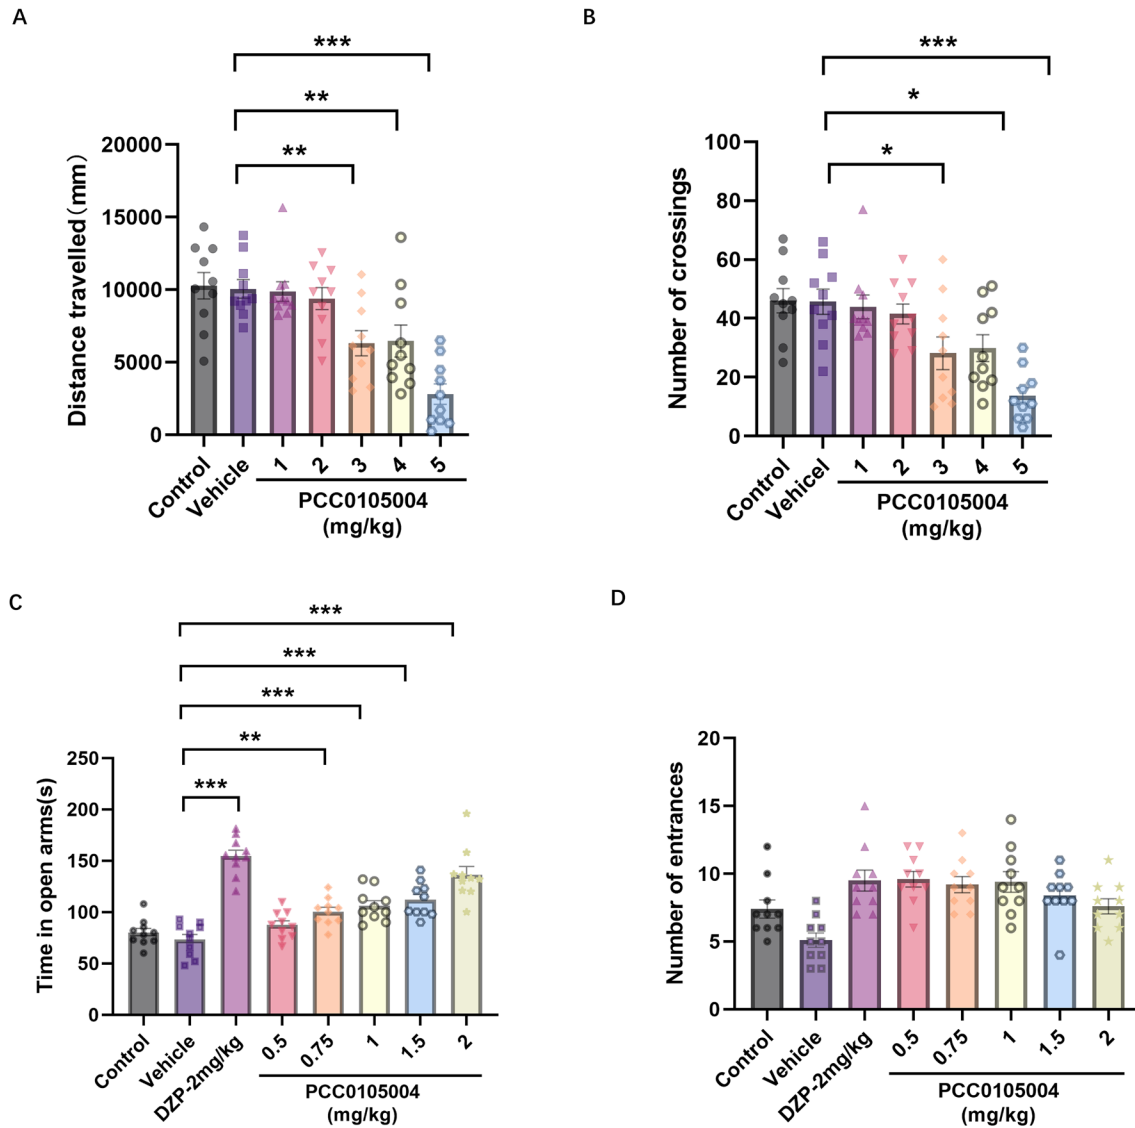 A
***
**
**
Distance travelled(mm)
20000
15000
10000
5000
0
Control
Vehicle
1
2
3
4
5
PCC0105004
(mg/kg)
B
***
*
*
Number of crossings
100
80
60
40
20
0
Control
Vehicel
1
2
3
4
5
PCC0105004
(mg/kg)
C
***
***
***
**
***
Time in open arms(s)
250
200
150
100
50
0
Control
Vehicle
DZP-2mg/kg
0.5
0.75
1
1.5
2
PCC0105004
(mg/kg)
D
Number of entrances
20
15
10
5
0
Control
Vehicle
DZP-2mg/kg
0.5
0.75
1
1.5
2
PCC0105004
(mg/kg)